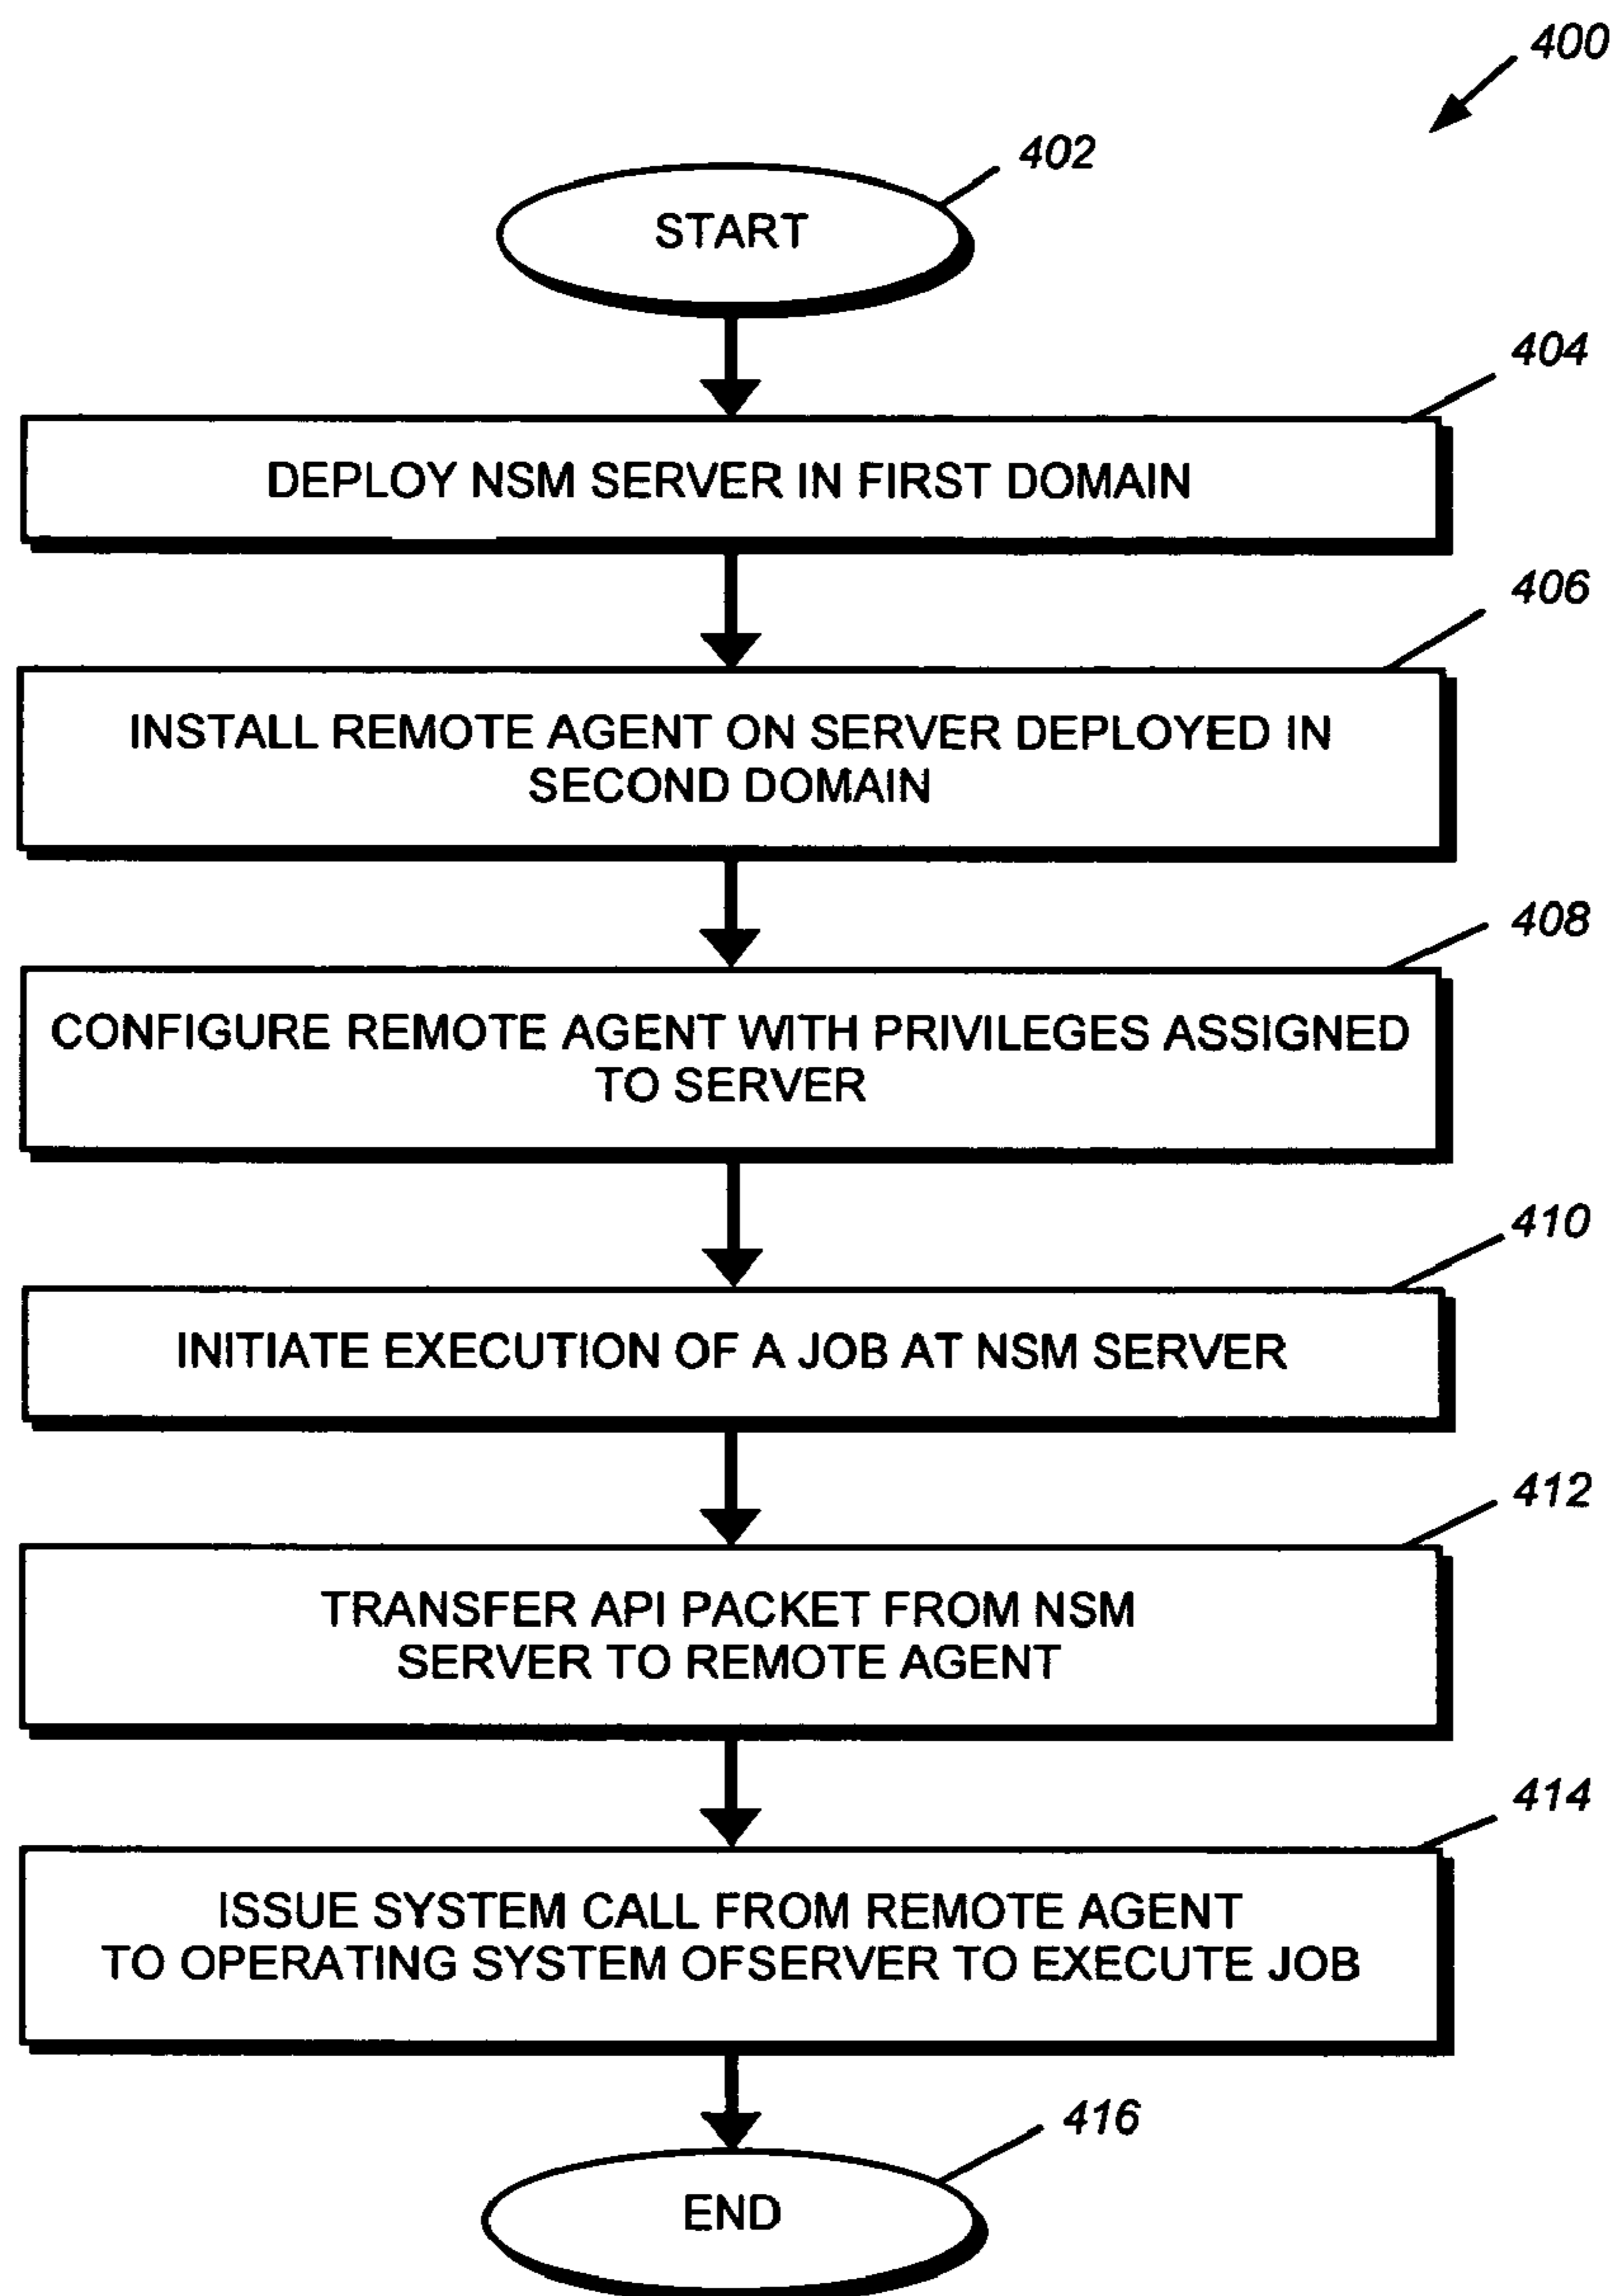 400
402
START
404
DEPLOY NSM SERVER IN FIRST DOMAIN
406
INSTALL REMOTE AGENT ON SERVER DEPLOYED IN
SECOND DOMAIN
408
CONFIGURE REMOTE AGENT WITH PRIVILEGES ASSIGNED
TO SERVER
410
INITIATE EXECUTION OF A JOB AT NSM SERVER
412
TRANSFER API PACKET FROM NSM
SERVER TO REMOTE AGENT
414
ISSUE SYSTEM CALL FROM REMOTE AGENT
TO OPERATING SYSTEM OFSERVER TO EXECUTE JOB
416
END